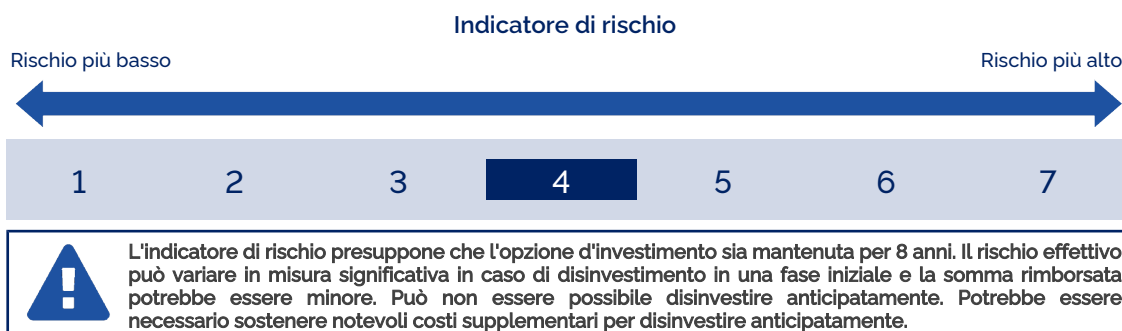 Indicatore di rischio
Rischio più basso
Rischio più alto
1 2 3 4 5 6 7
L'indicatore di rischio presuppone che l'opzione d'investimento sia mantenuta per 8 anni. Il rischio effettivo
può variare in misura significativa in caso di disinvestimento in una fase iniziale e la somma rimborsata
potrebbe essere minore. Può non essere possibile disinvestire anticipatamente. Potrebbe essere
necessario sostenere notevoli costi supplementari per disinvestire anticipatamente.